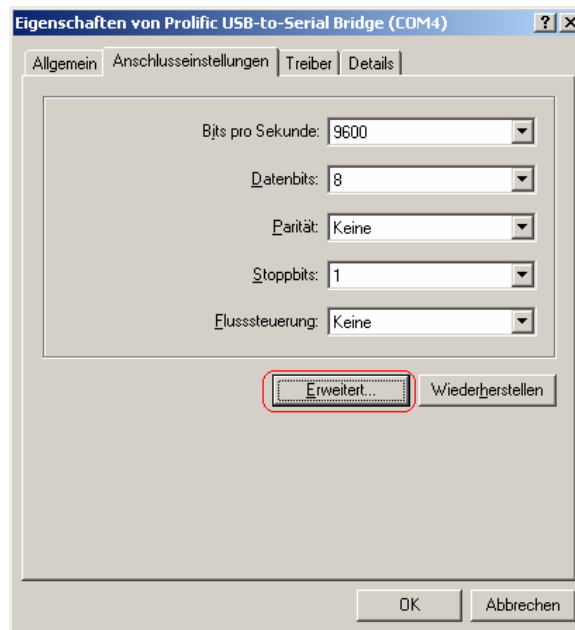 Eigenschaften von Prolific USB-to-Serial Bridge (COM4)
Allgemein Anschlusseinstellungen Treiber Details
Bits pro Sekunde: 9600
Datenbits: 8
Parität: Keine
Stoppbits: 1
Flusssteuerung: Keine
Erweitert... Wiederherstellen
OK Abbrechen